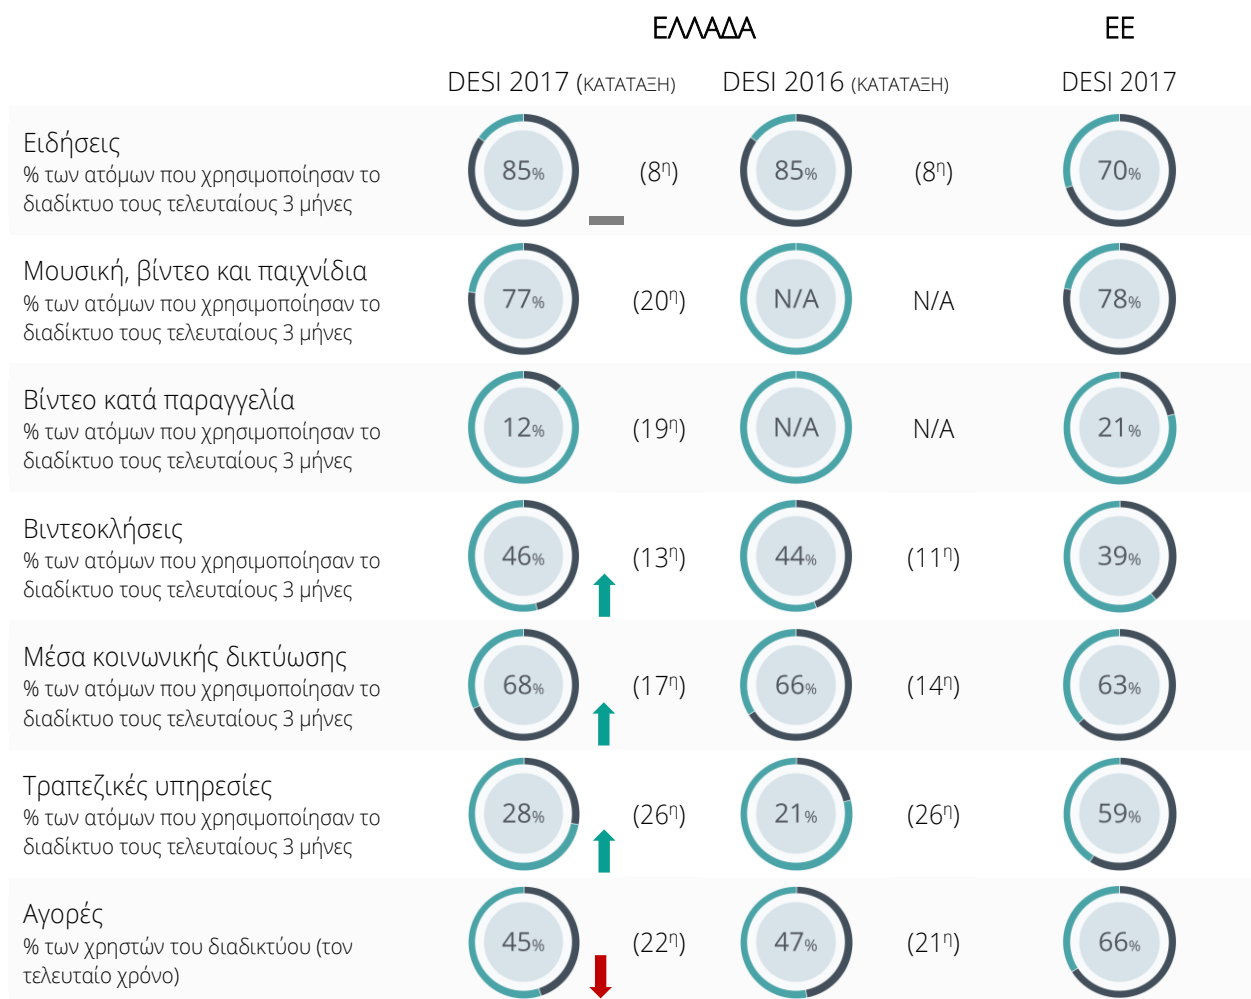 ΕΛΛΑΔΑ ΕΕ
DESI 2017 (ΚΑΤΑΤΑΞΗ) DESI 2016 (ΚΑΤΑΤΑΞΗ) DESI 2017
Ειδήσεις
% των ατόμων που χρησιμοποίησαν το
διαδίκτυο τους τελευταίους 3 μήνες
85% (8η) 85% (8η) 70%
Μουσική, βίντεο και παιχνίδια
% των ατόμων που χρησιμοποίησαν το
διαδίκτυο τους τελευταίους 3 μήνες
77% (20η) N/A N/A 78%
Βίντεο κατά παραγγελία
% των ατόμων που χρησιμοποίησαν το
διαδίκτυο τους τελευταίους 3 μήνες
12% (19η) N/A N/A 21%
Βιντεοκλήσεις
% των ατόμων που χρησιμοποίησαν το
διαδίκτυο τους τελευταίους 3 μήνες
46% (13η) 44% (11η) 39%
Μέσα κοινωνικής δικτύωσης
% των ατόμων που χρησιμοποίησαν το
διαδίκτυο τους τελευταίους 3 μήνες
68% (17η) 66% (14η) 63%
Τραπεζικές υπηρεσίες
% των ατόμων που χρησιμοποίησαν το
διαδίκτυο τους τελευταίους 3 μήνες
28% (26η) 21% (26η) 59%
Αγορές
% των χρηστών του διαδικτύου (τον
τελευταίο χρόνο)
45% (22η) 47% (21η) 66%